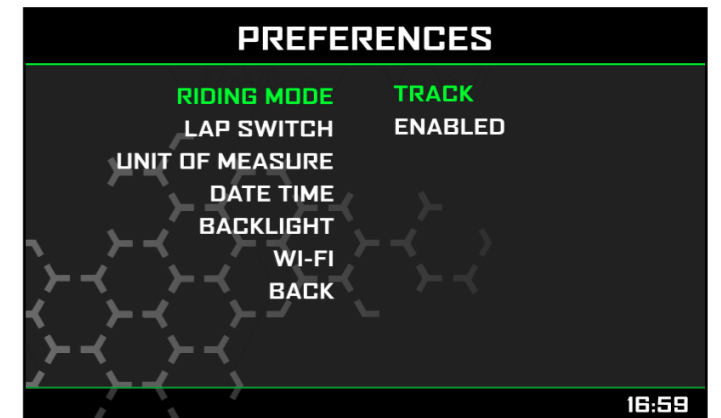 PREFERENCES
RIDING MODE TRACK
LAP SWITCH ENABLED
UNIT OF MEASURE
DATE TIME
BACKLIGHT
WI-FI
BACK
16:59